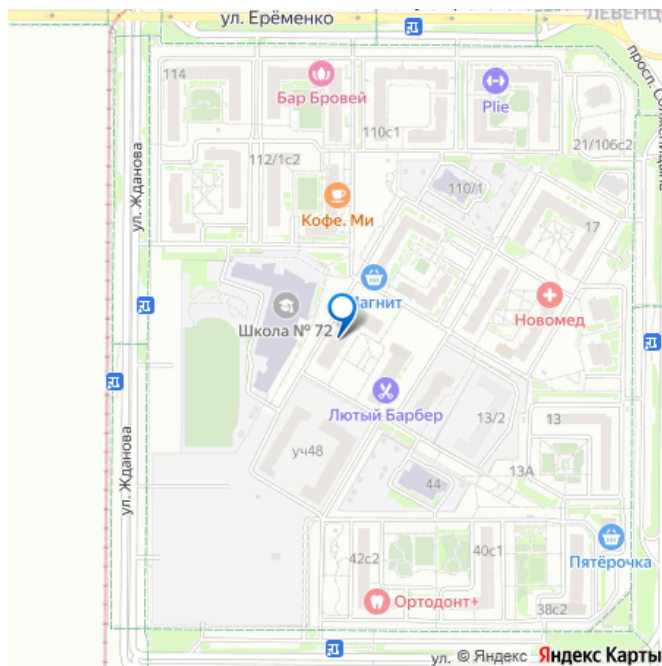 ул. Ерёменко
ЛЕВЕНЦ
114
Бар Бровей
Plie
просп. Со
110с1
21/106с2
112/1с2
110/1
ул. Жданова
Кофе. Ми
17
Магнит
Новомед
Школа № 72
Лютый Барбер
13/2
13
уч48
13А
44
ул. Жданова
42с2
40с1
Пятёрочка
Ортодонт+
38с2
ул.
© Яндекс Яндекс Карты